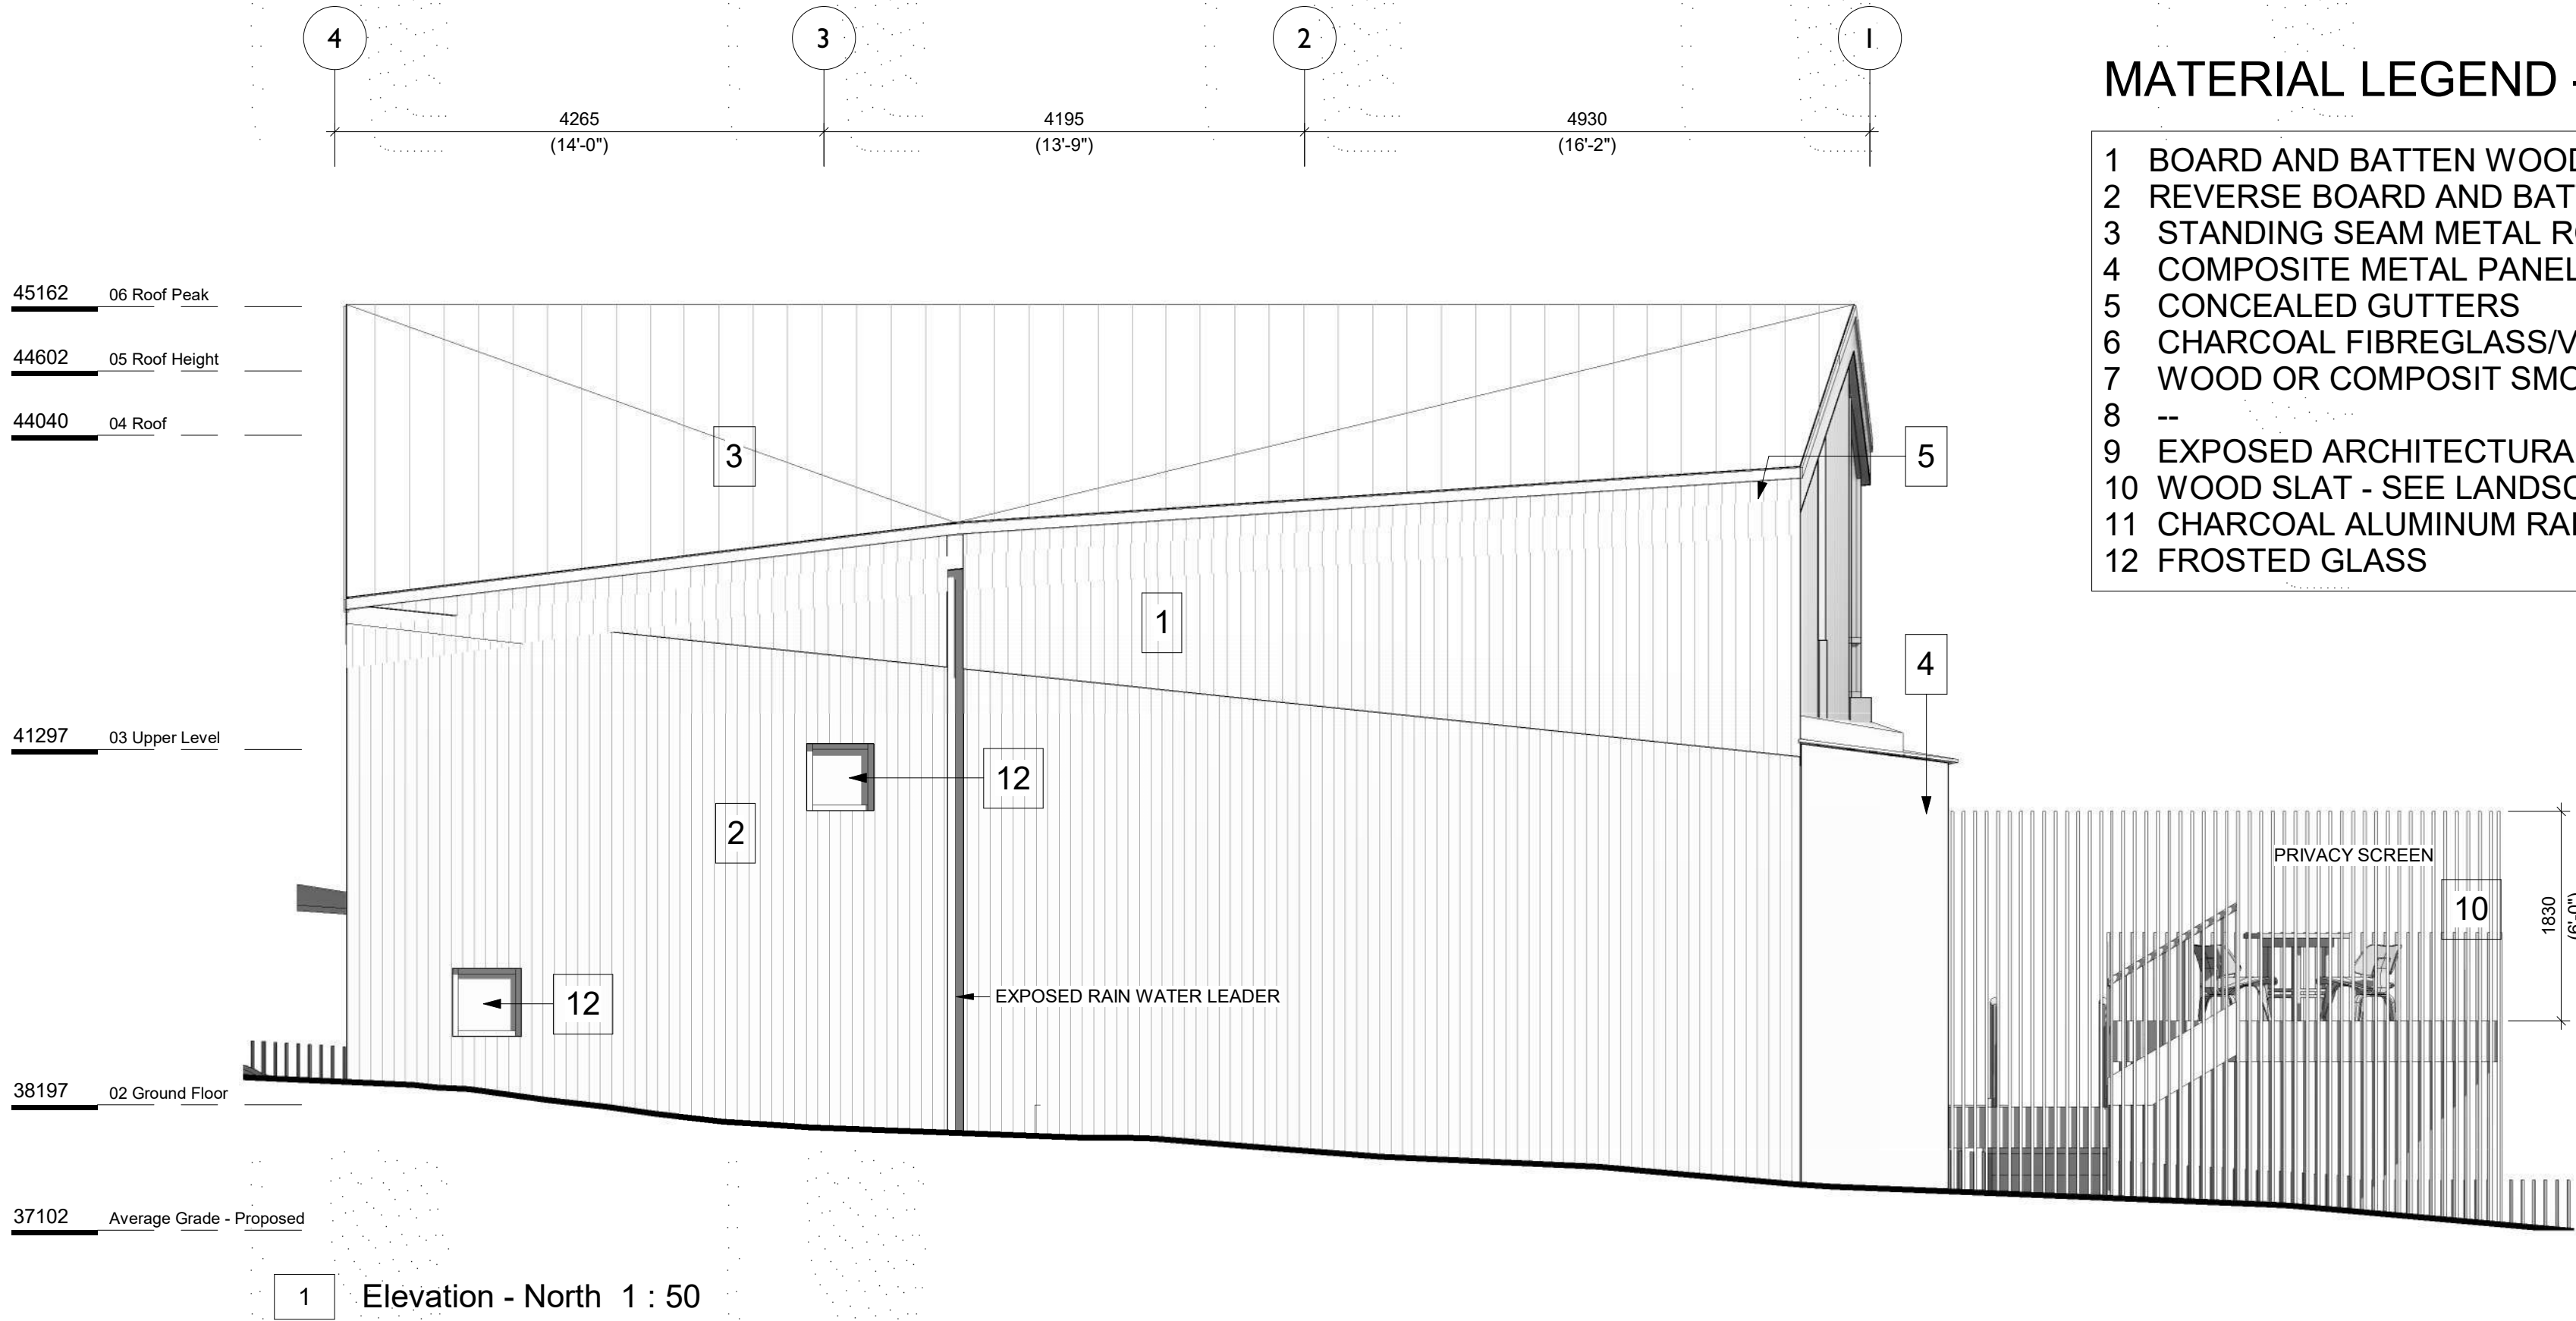 4 3 2 1
4265 4195 4930
(14'-0") (13'-9") (16'-2")
MATERIAL LEGEND -
1 BOARD AND BATTEN WOOD
2 REVERSE BOARD AND BAT
3 STANDING SEAM METAL
4 COMPOSITE METAL PANEL
5 CONCEALED GUTTERS
6 CHARCOAL FIBREGLASS/V
7 WOOD OR COMPOSIT
8 --
9 EXPOSED ARCHITECTURA
10 WOOD SLAT - SEE
11 CHARCOAL ALUMINUM
12 FROSTED GLASS
45162 06 Roof Peak
44602 05 Roof Height
44040 04 Roof
3
5
1
4
41297 03 Upper Level
12
2
PRIVACY SCREEN
10
1830
(6'-0")
EXPOSED RAIN WATER LEADER
12
38197 02 Ground Floor
37102 Average Grade - Proposed
1 Elevation - North 1 : 50